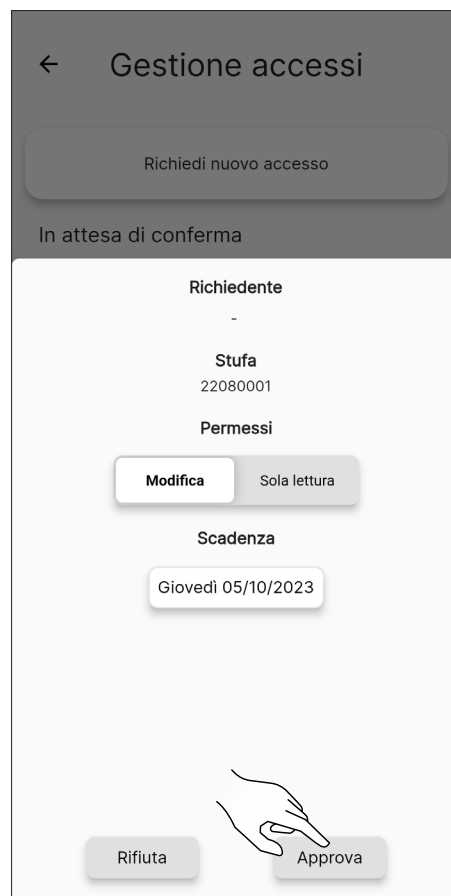 Gestione accessi
Richiedi nuovo accesso
In attesa di conferma
Richiedente
-
Stufa
22080001
Permessi
Modifica Sola lettura
Scadenza
Giovedì 05/10/2023
Rifiuta Approva